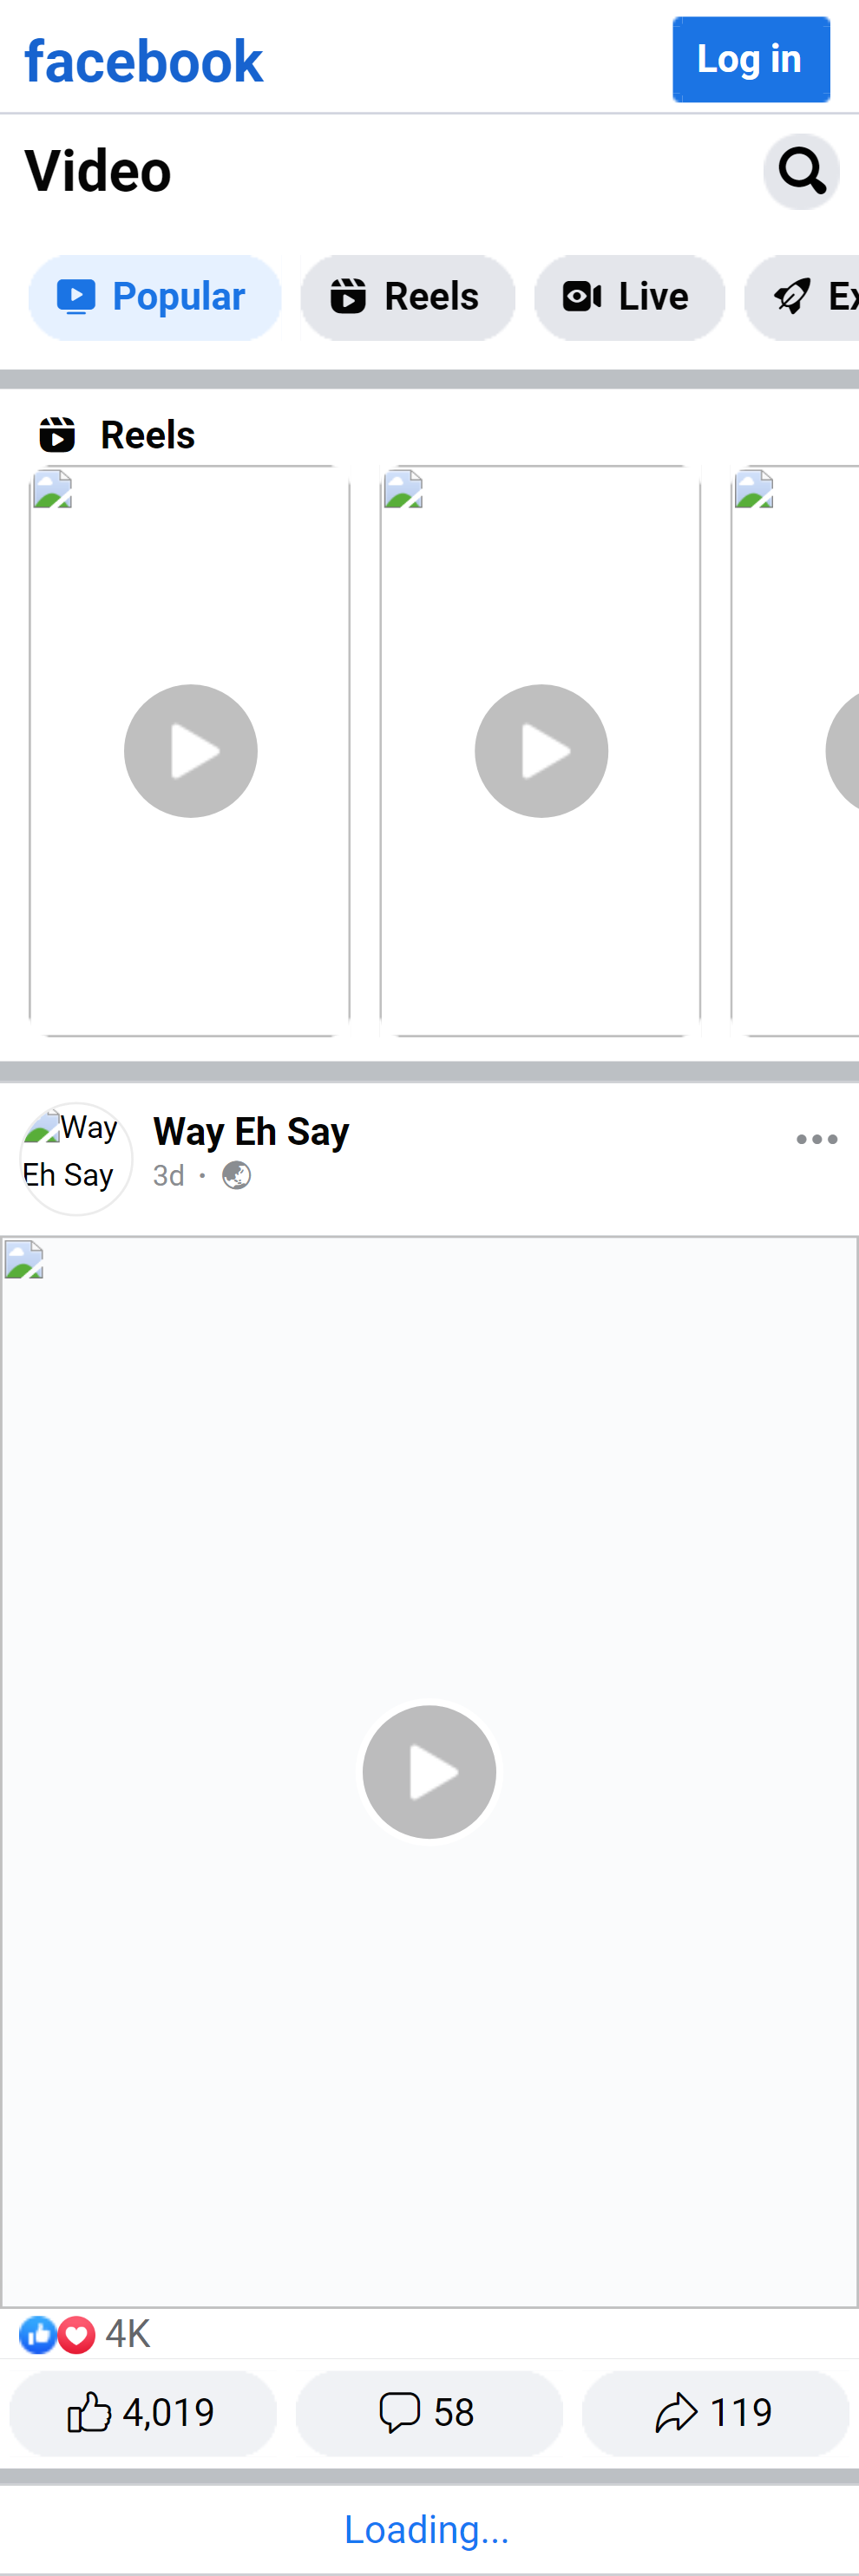 facebook
Log in
Video
Popular
Reels
Live
Ex
Reels
Way
Eh Say
Way Eh Say
3d ·
4K
4,019
58
119
Loading...